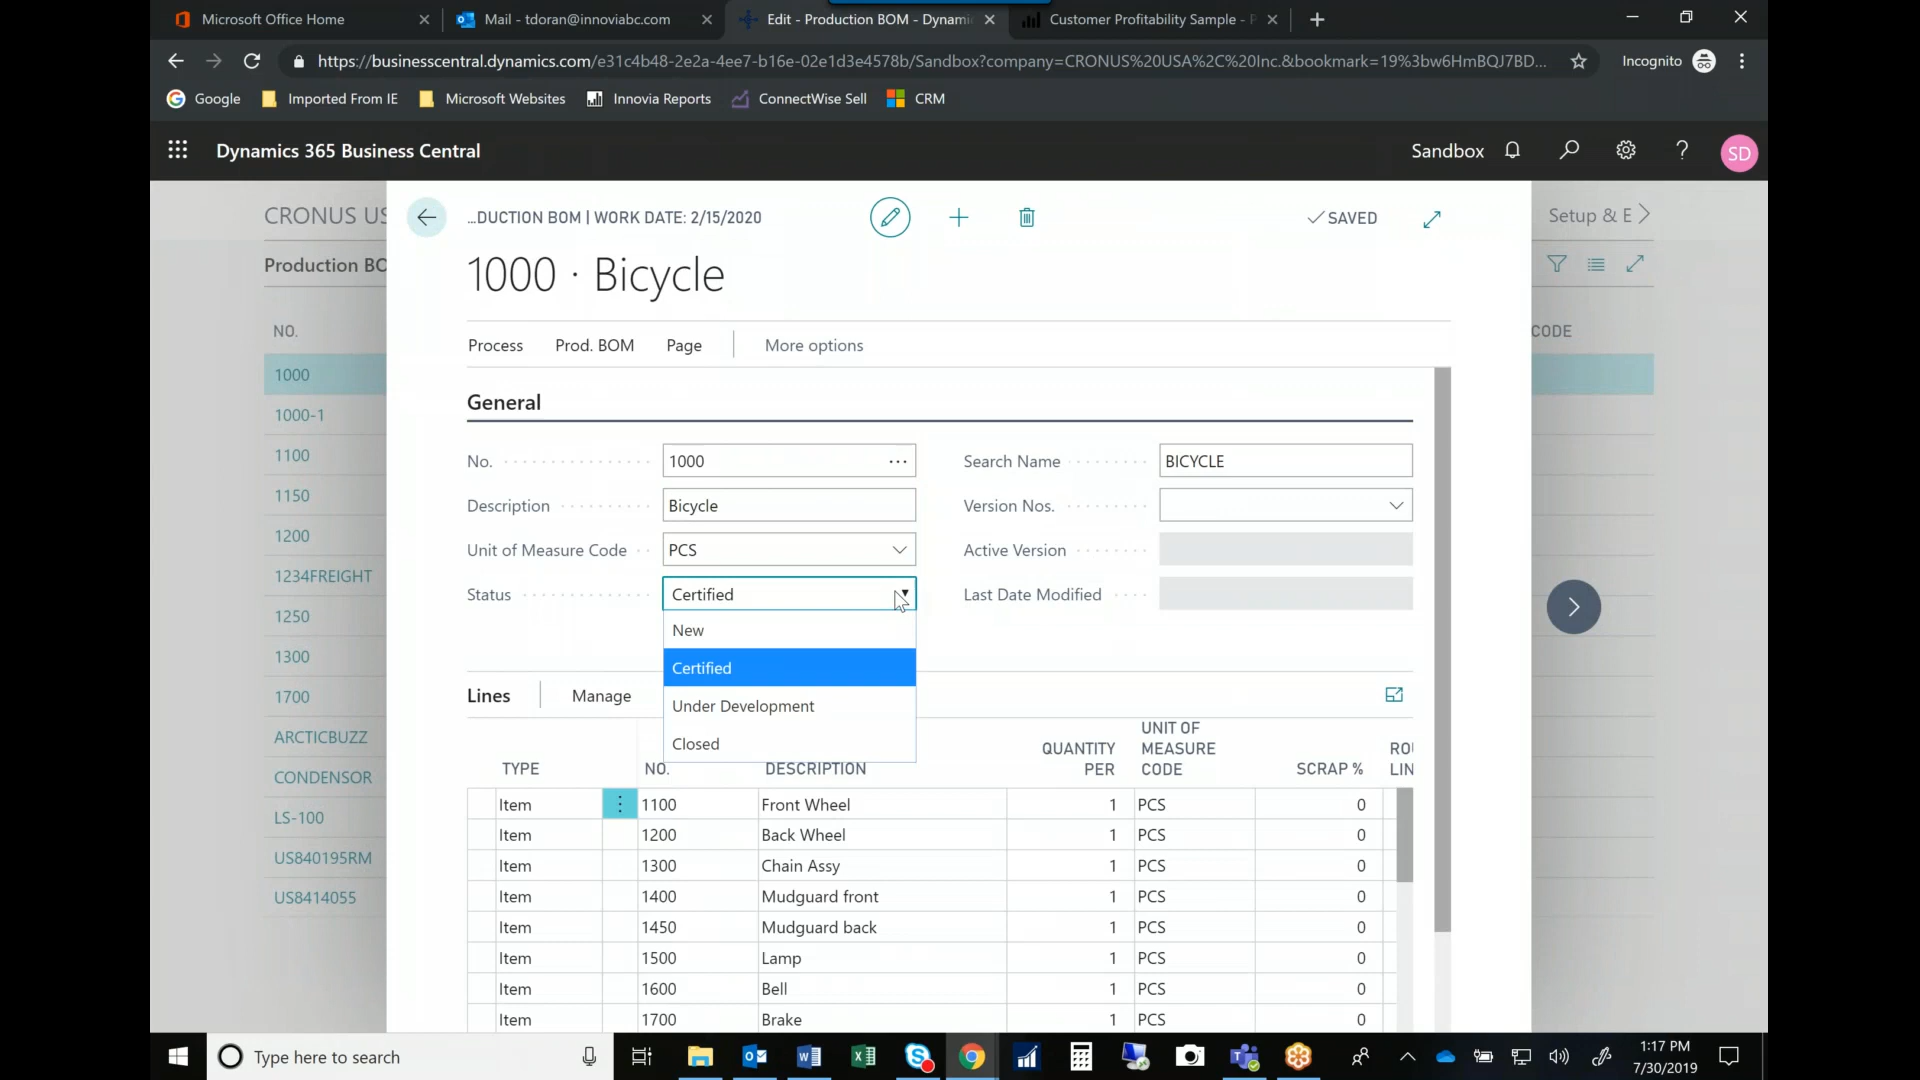 Microsoft Office Home
Mail - tdoran@innoviabc.com
Edit - Production BOM - Dynami
Customer Profitability Sample - P
https://businesscentral.dynamics.com/e31c4b48-2e2a-4ee7-b16e-02e1d3e4578b/Sandbox?company=CRONUS%20USA%2C%20Inc.&bookmark=19%3bw6HmBQJ7BD...
Incognito
Google
Imported From IE
Microsoft Websites
Innovia Reports
ConnectWise Sell
CRM
Dynamics 365 Business Central
Sandbox
?
SD
CRONUS US
...DUCTION BOM | WORK DATE: 2/15/2020
SAVED
Setup & E
Production BO
1000 · Bicycle
NO.
CODE
Process
Prod. BOM
Page
More options
1000
1000-1
1100
1150
1200
1234FREIGHT
1250
1300
1700
ARCTICBUZZ
CONDENSOR
LS-100
US840195RM
US8414055
General
No. 1000 ...
Search Name BICYCLE
Description Bicycle
Version Nos.
Unit of Measure Code PCS
Active Version
Status Certified
Last Date Modified
New
Certified
Under Development
Closed
Lines
Manage
TYPE NO. DESCRIPTION QUANTITY PER UNIT OF MEASURE CODE SCRAP % ROU LIN
Item 1100 Front Wheel 1 PCS 0
Item 1200 Back Wheel 1 PCS 0
Item 1300 Chain Assy 1 PCS 0
Item 1400 Mudguard front 1 PCS 0
Item 1450 Mudguard back 1 PCS 0
Item 1500 Lamp 1 PCS 0
Item 1600 Bell 1 PCS 0
Item 1700 Brake 1 PCS 0
Type here to search
1:17 PM
7/30/2019